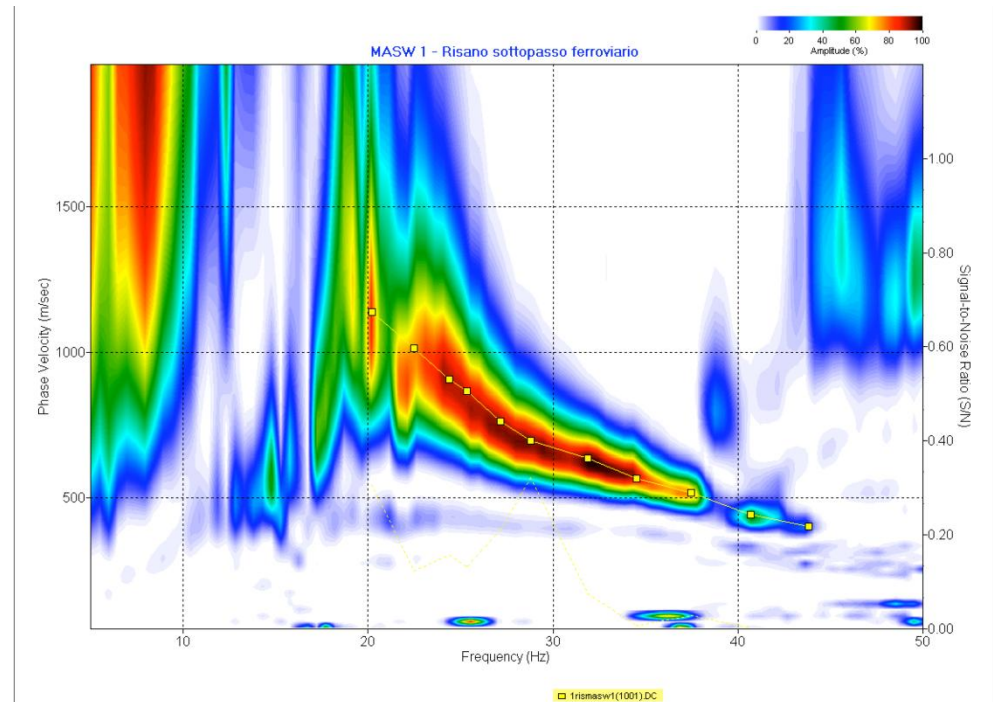 0 20 40 60 80 100
Amplitude (%)
MASW 1 - Risano sottopasso ferroviario
1500
1000
500
Phase Velocity (m/sec)
1.00
0.80
0.60
0.40
0.20
0.00
Signal-to-Noise Ratio (S/N)
10 20 30 40 50
Frequency (Hz)
1rismasw1(1001).DC